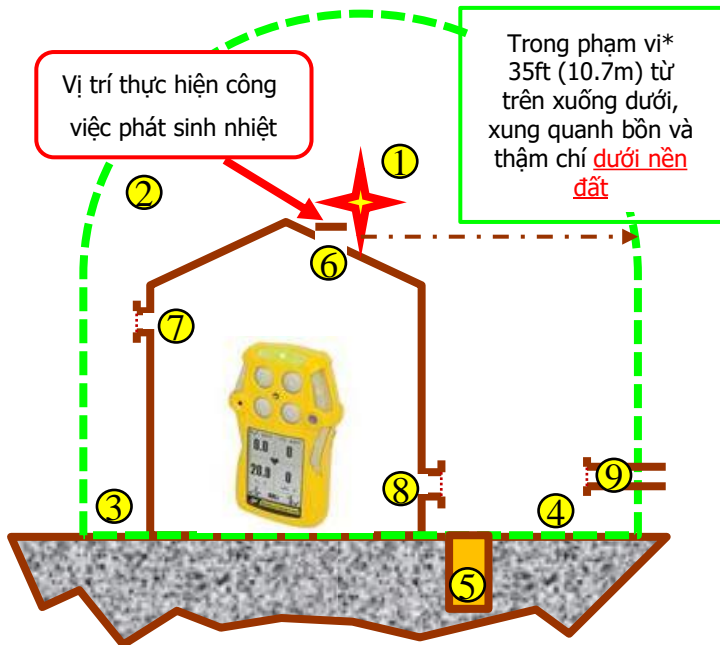 Vị trí thực hiện công
việc phát sinh nhiệt
Trong phạm vi*
35ft (10.7m) từ
trên xuống dưới,
xung quanh bồn và
thậm chí dưới nền
đất
1
2
6
7
8
9
3
4
5